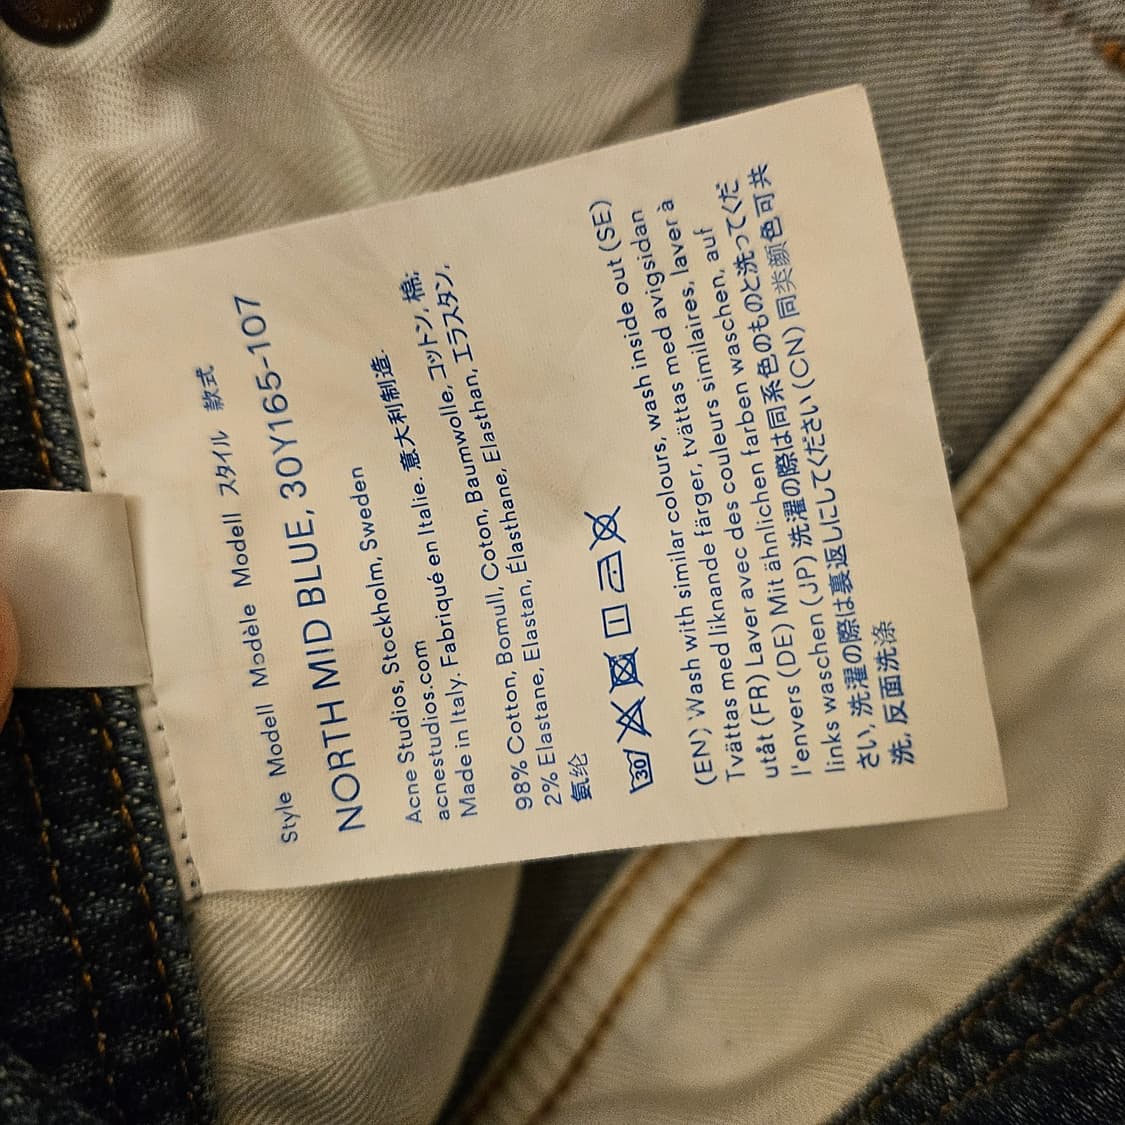 Style Modell Modèle Modell スタイル 款式
NORTH MID BLUE, 30Y165-107
Acne Studios, Stockholm, Sweden
acnestudios.com
Made in Italy. Fabriqué en Italie. 意大利制造.
98% Cotton, Bomull, Coton, Baumwolle, コットン, 棉;
2% Elastane, Elastan, Élasthane, Elasthan, エラスタン,
氨纶
30
(EN) Wash with similar colours, wash inside out (SE)
Tvättas med liknande färger, tvättas med avigsidan
utåt (FR) Laver avec des couleurs similaires, laver à
l'envers (DE) Mit ähnlichen farben waschen, auf
links waschen (JP) 洗濯の際は同系色のものと洗ってくだ
さい, 洗濯の際は裏返しにしてください (CN) 同类颜色可共
洗, 反面洗涤